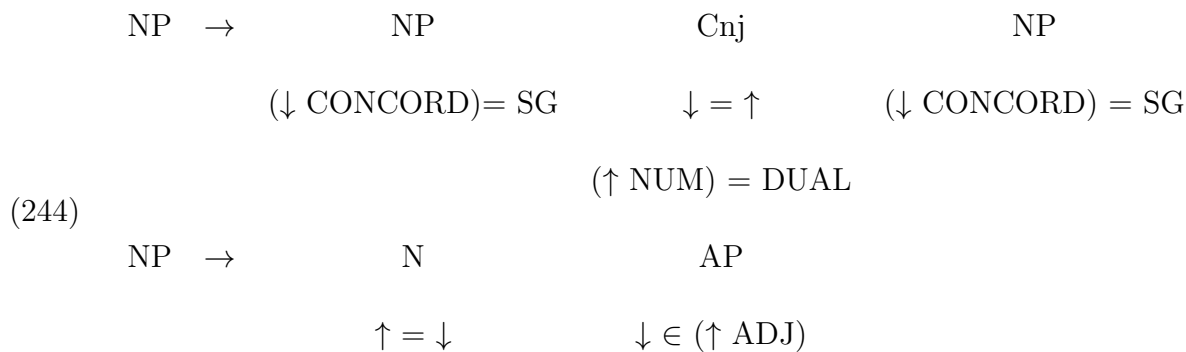 NP → NP Cnj NP
(↓ CONCORD)= SG ↓ = ↑ (↓ CONCORD) = SG
(↑ NUM) = DUAL
(244)
NP → N AP
↑ = ↓ ↓ ∈ (↑ ADJ)